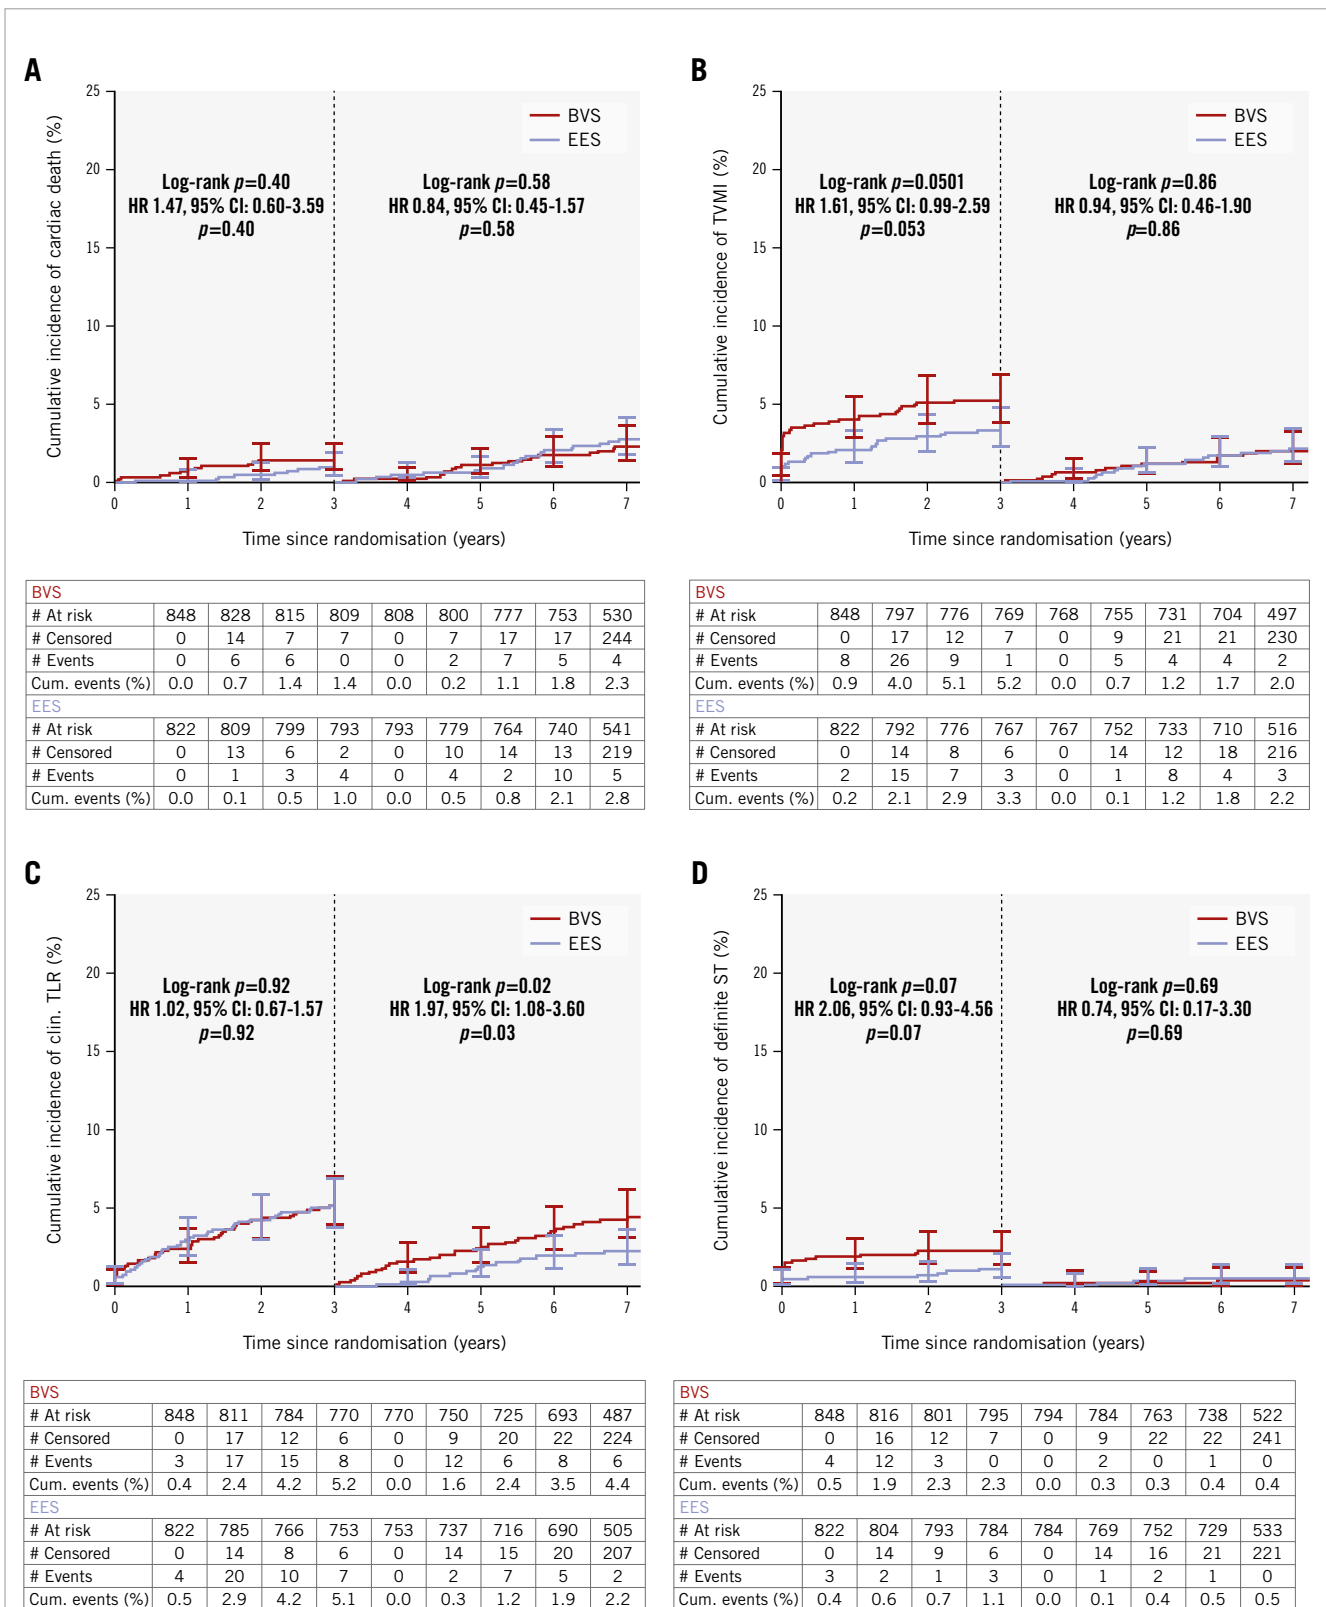 A
Cumulative incidence of cardiac death (%)
25
20
15
10
5
0
BVS
EES
Log-rank p=0.40
HR 1.47, 95% CI: 0.60-3.59
p=0.40
Log-rank p=0.58
HR 0.84, 95% CI: 0.45-1.57
p=0.58
0 1 2 3 4 5 6 7
Time since randomisation (years)
BVS
# At risk 848 828 815 809 808 800 777 753 530
# Censored 0 14 7 7 0 7 17 17 244
# Events 0 6 6 0 0 2 7 5 4
Cum. events (%) 0.0 0.7 1.4 1.4 0.0 0.2 1.1 1.8 2.3
EES
# At risk 822 809 799 793 793 779 764 740 541
# Censored 0 13 6 2 0 10 14 13 219
# Events 0 1 3 4 0 4 2 10 5
Cum. events (%) 0.0 0.1 0.5 1.0 0.0 0.5 0.8 2.1 2.8
B
Cumulative incidence of TVMI (%)
25
20
15
10
5
0
BVS
EES
Log-rank p=0.0501
HR 1.61, 95% CI: 0.99-2.59
p=0.053
Log-rank p=0.86
HR 0.94, 95% CI: 0.46-1.90
p=0.86
0 1 2 3 4 5 6 7
Time since randomisation (years)
BVS
# At risk 848 797 776 769 768 755 731 704 497
# Censored 0 17 12 7 0 9 21 21 230
# Events 8 26 9 1 0 5 4 4 2
Cum. events (%) 0.9 4.0 5.1 5.2 0.0 0.7 1.2 1.7 2.0
EES
# At risk 822 792 776 767 767 752 733 710 516
# Censored 0 14 8 6 0 14 12 18 216
# Events 2 15 7 3 0 1 8 4 3
Cum. events (%) 0.2 2.1 2.9 3.3 0.0 0.1 1.2 1.8 2.2
C
Cumulative incidence of clin. TLR (%)
25
20
15
10
5
0
BVS
EES
Log-rank p=0.92
HR 1.02, 95% CI: 0.67-1.57
p=0.92
Log-rank p=0.02
HR 1.97, 95% CI: 1.08-3.60
p=0.03
0 1 2 3 4 5 6 7
Time since randomisation (years)
BVS
# At risk 848 811 784 770 770 750 725 693 487
# Censored 0 17 12 6 0 9 20 22 224
# Events 3 17 15 8 0 12 6 8 6
Cum. events (%) 0.4 2.4 4.2 5.2 0.0 1.6 2.4 3.5 4.4
EES
# At risk 822 785 766 753 753 737 716 690 505
# Censored 0 14 8 6 0 14 15 20 207
# Events 4 20 10 7 0 2 7 5 2
Cum. events (%) 0.5 2.9 4.2 5.1 0.0 0.3 1.2 1.9 2.2
D
Cumulative incidence of definite ST (%)
25
20
15
10
5
0
BVS
EES
Log-rank p=0.07
HR 2.06, 95% CI: 0.93-4.56
p=0.07
Log-rank p=0.69
HR 0.74, 95% CI: 0.17-3.30
p=0.69
0 1 2 3 4 5 6 7
Time since randomisation (years)
BVS
# At risk 848 816 801 795 794 784 763 738 522
# Censored 0 16 12 7 0 9 22 22 241
# Events 4 12 3 0 0 2 0 1 0
Cum. events (%) 0.5 1.9 2.3 2.3 0.0 0.3 0.3 0.4 0.4
EES
# At risk 822 804 793 784 784 769 752 729 533
# Censored 0 14 9 6 0 14 16 21 221
# Events 3 2 1 3 0 1 2 1 0
Cum. events (%) 0.4 0.6 0.7 1.1 0.0 0.1 0.4 0.5 0.5